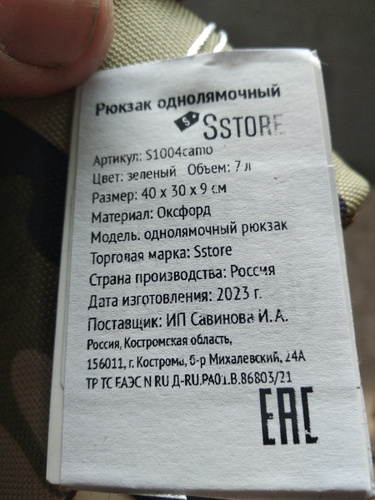 Рюкзак однолямочный
S SSTORE
Артикул: S1004camo
Цвет: зеленый Объем: 7 л
Размер: 40 x 30 x 9 см
Материал: Оксфорд
Модель: однолямочный рюкзак
Торговая марка: Sstore
Страна производства: Россия
Дата изготовления: 2023 г.
Поставщик: ИП Савинова И.А.
Россия, Костромская область,
156011, г. Кострома, б-р Михалевский, 24А
ТР ТС ЕАЭС N RU Д-RU.РА01.В.86803/21
EAC